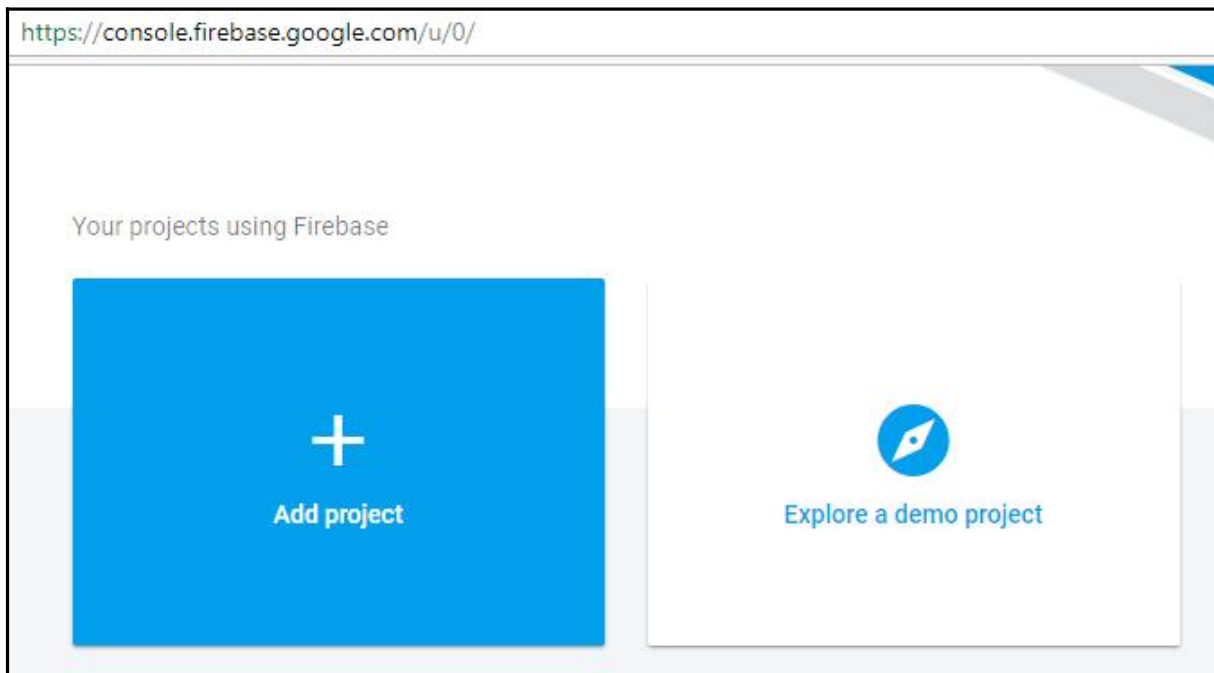 https://console.firebase.google.com/u/0/
Your projects using Firebase
Add project
Explore a demo project